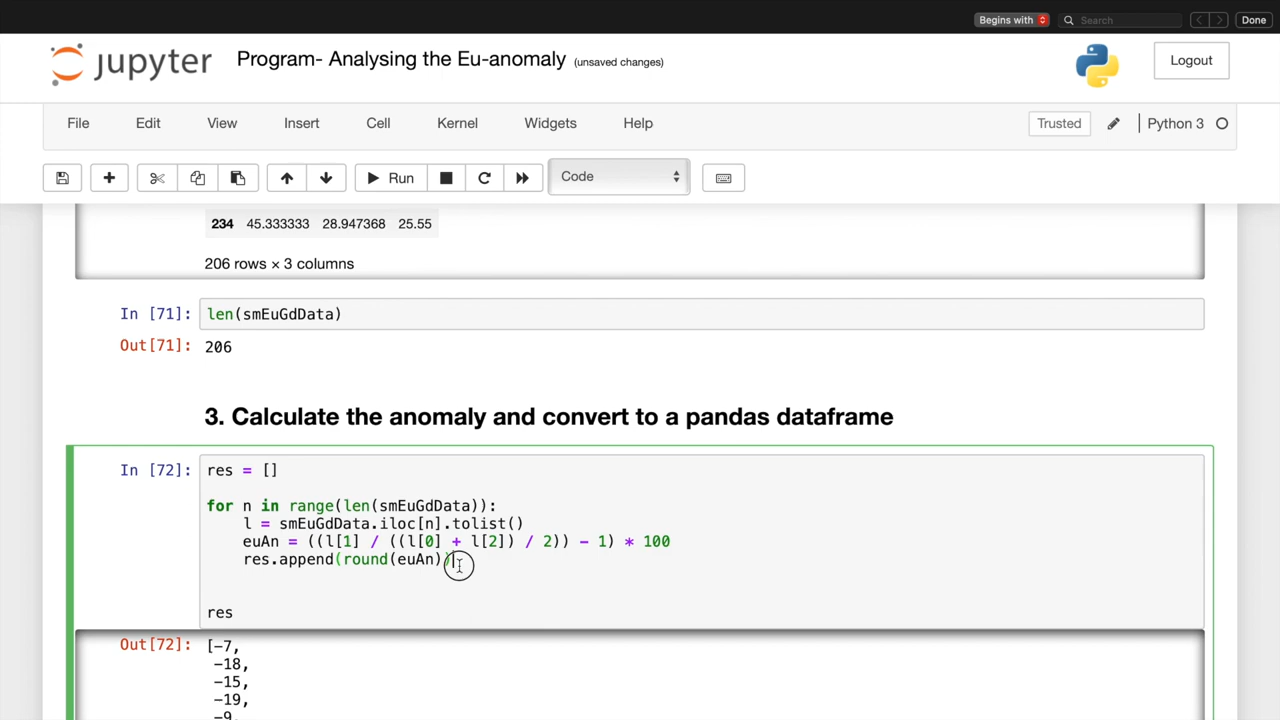 Begins with
Search
Done
jupyter
Program- Analysing the Eu-anomaly (unsaved changes)
Logout
File Edit View Insert Cell Kernel Widgets Help
Trusted
Python 3
Run
Code
234 45.333333 28.947368 25.55
206 rows × 3 columns
In [71]: len(smEuGdData)
Out[71]: 206
3. Calculate the anomaly and convert to a pandas dataframe
In [72]: res = []
for n in range(len(smEuGdData)):
l = smEuGdData.iloc[n].tolist()
euAn = ((l[1] / ((l[0] + l[2]) / 2)) - 1) * 100
res.append(round(euAn))
res
Out[72]: [-7,
-18,
-15,
-19,
-9,